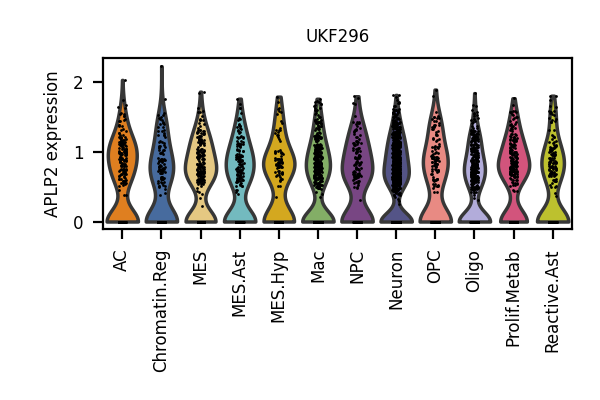 UKF296
APLP2 expression
2
1
0
AC
Chromatin.Reg
MES
MES.Ast
MES.Hyp
Mac
NPC
Neuron
OPC
Oligo
Prolif.Metab
Reactive.Ast